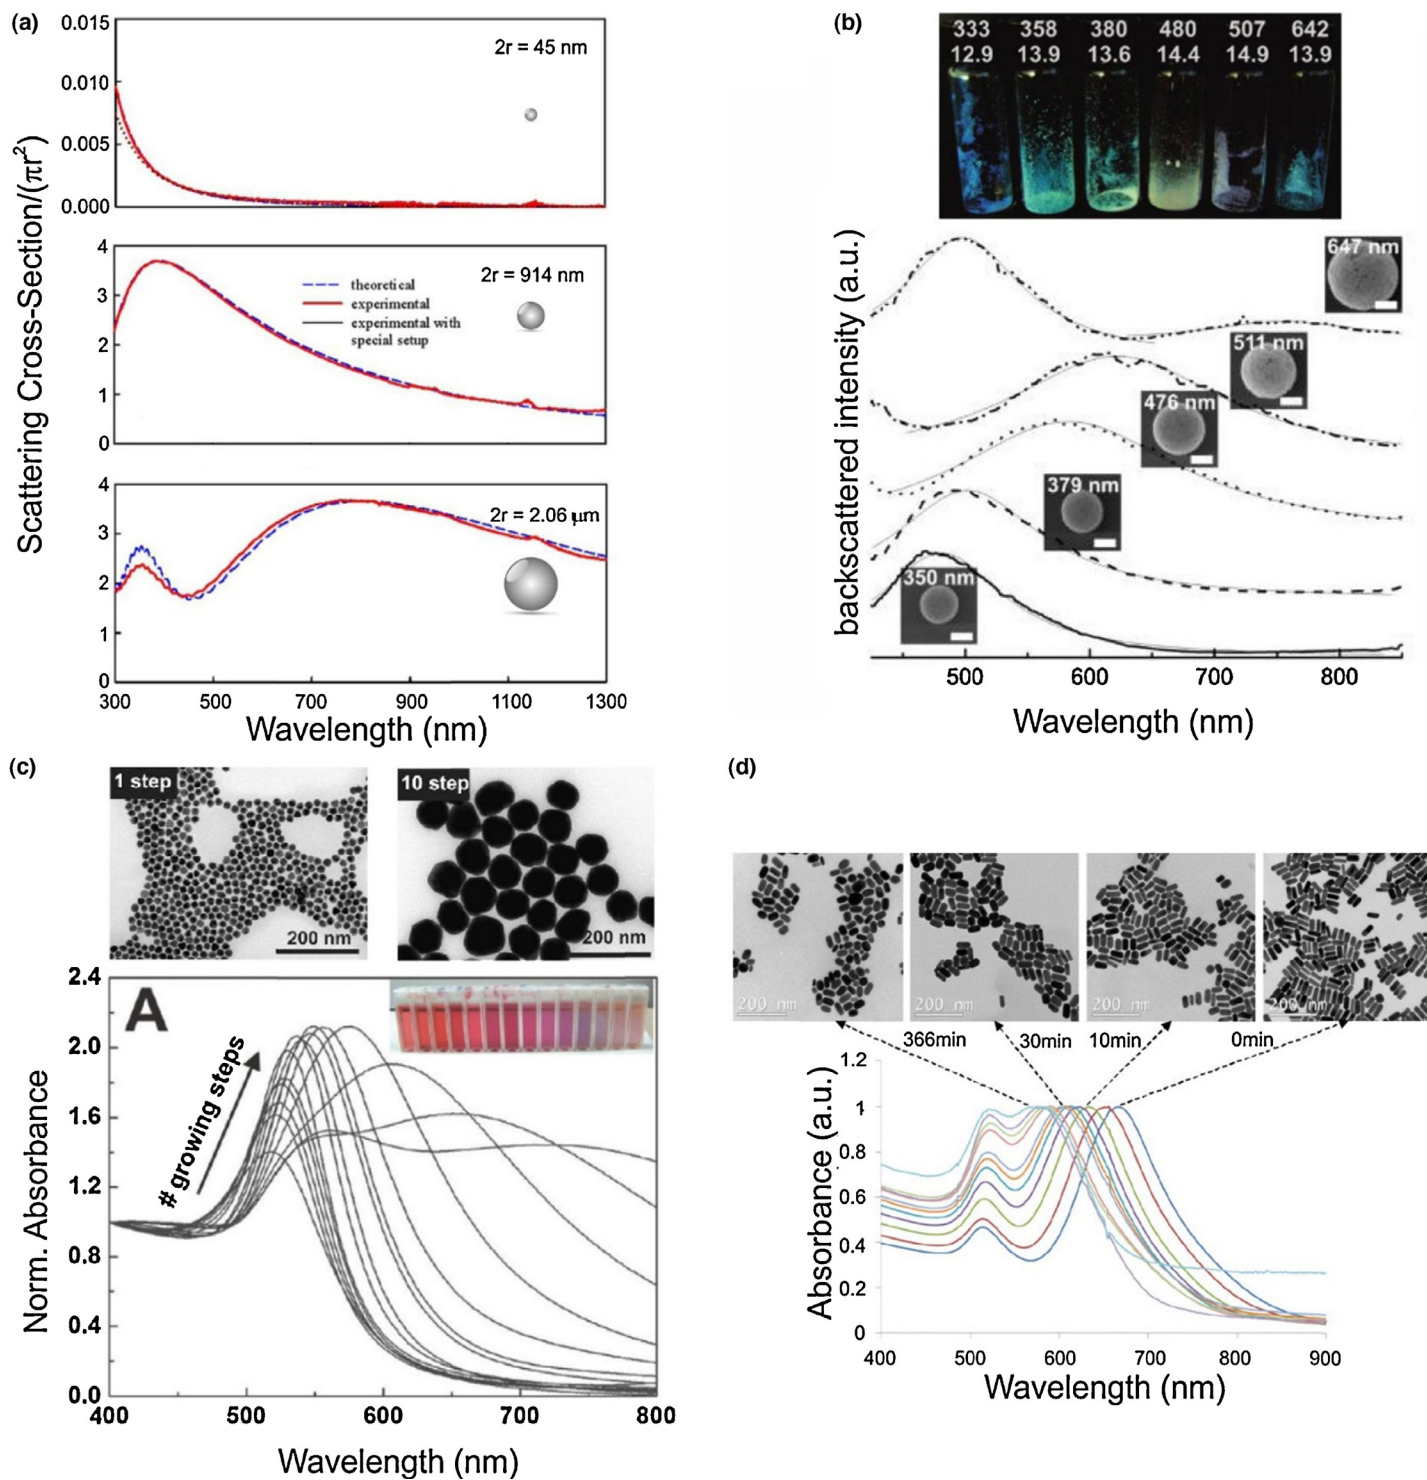 (a)
0.015
0.010
0.005
0.000
2r = 45 nm
4
3
2
1
0
theoretical
experimental
experimental with
special setup
2r = 914 nm
4
3
2
1
0
2r = 2.06 μm
300 500 700 900 1100 1300
Wavelength (nm)
Scattering Cross-Section/(πr²)
(b)
333 358 380 480 507 642
12.9 13.9 13.6 14.4 14.9 13.9
647 nm
511 nm
476 nm
379 nm
350 nm
backscattered intensity (a.u.)
500 600 700 800
Wavelength (nm)
(c)
1 step
200 nm
10 step
200 nm
A
# growing steps
2.4
2.0
1.6
1.2
0.8
0.4
0.0
Norm. Absorbance
400 500 600 700 800
Wavelength (nm)
(d)
200 nm
200 nm
200 nm
200 nm
366min 30min 10min 0min
1.2
1
0.8
0.6
0.4
0.2
0
Absorbance (a.u.)
400 500 600 700 800 900
Wavelength (nm)